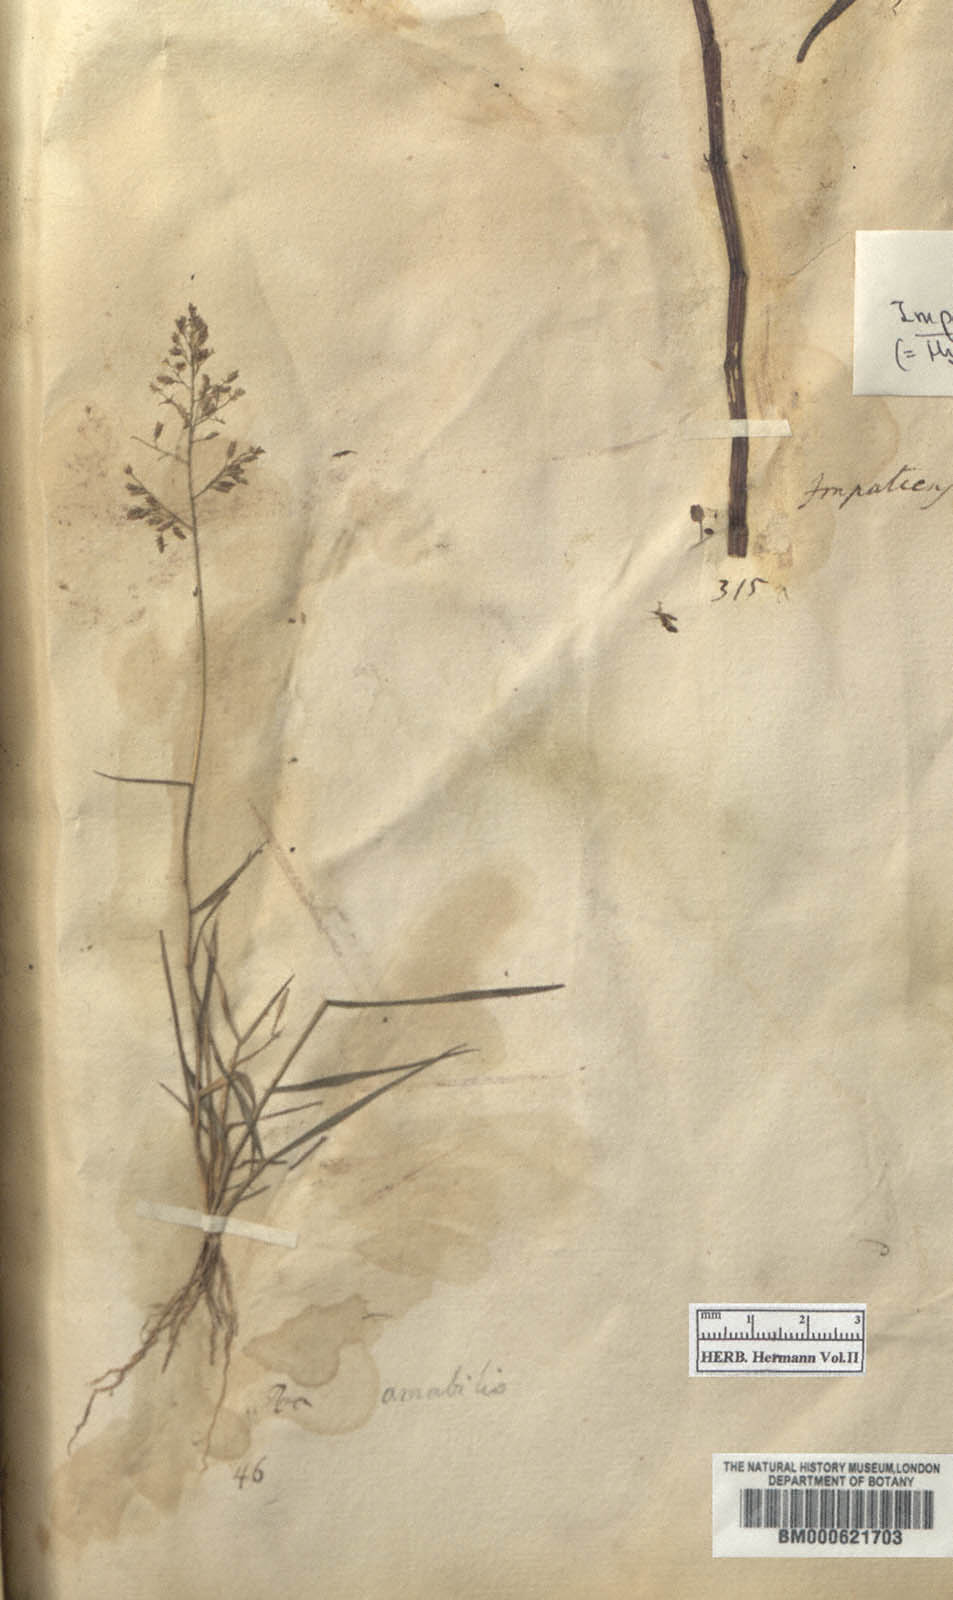 Imp
(= H
Impatiens
315
mm 1 2 3
HERB. Hermann Vol.II
Poa amabilis
46
THE NATURAL HISTORY MUSEUM,LONDON
DEPARTMENT OF BOTANY
BM000621703